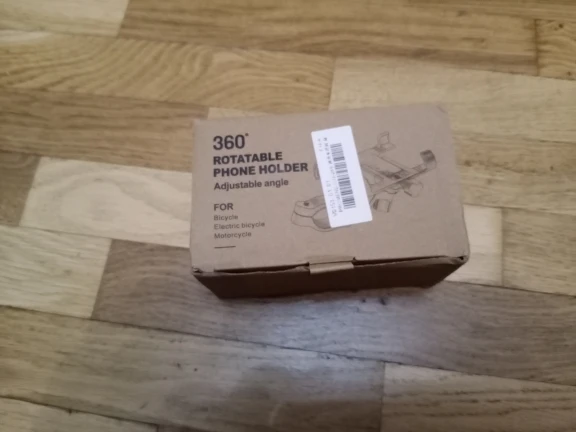 360°
ROTATABLE
PHONE HOLDER
Adjustable angle
FOR
Bicycle
Electric bicycle
Motorcycle